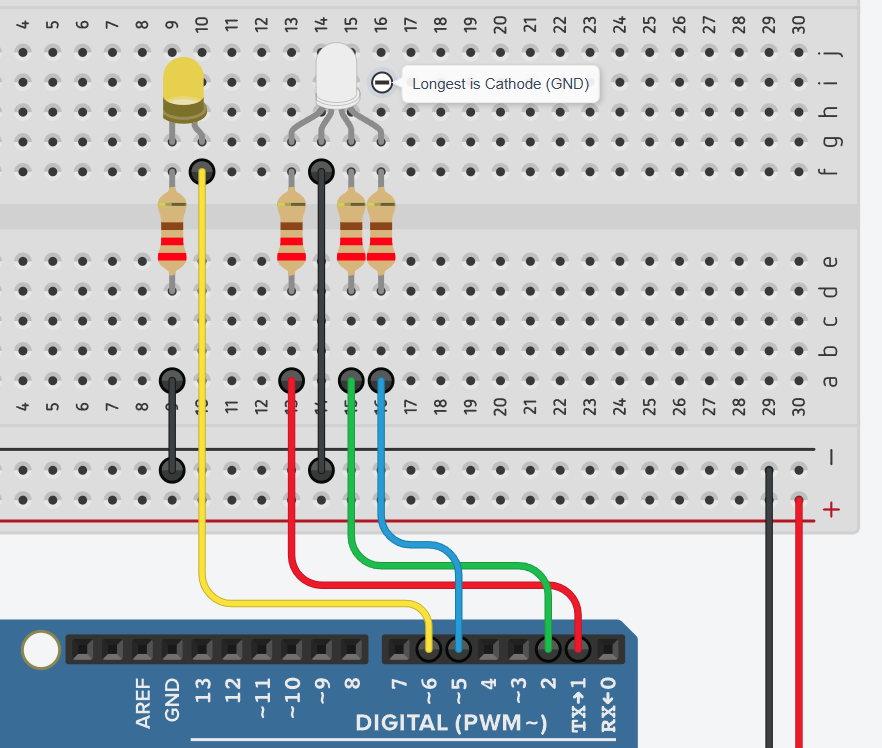 4 5 6 7 8 9 10 11 12 13 14 15 16 17 18 19 20 21 22 23 24 25 26 27 28 29 30
j
Longest is Cathode (GND)
i
h
g
f
e
d
c
b
a
4 5 6 7 8 9 10 11 12 13 14 15 16 17 18 19 20 21 22 23 24 25 26 27 28 29 30
−
+
AREF GND 13 12 ~11 ~10 ~9 8 7 ~6 ~5 4 ~3 2 TX→1 RX←0
DIGITAL (PWM~)